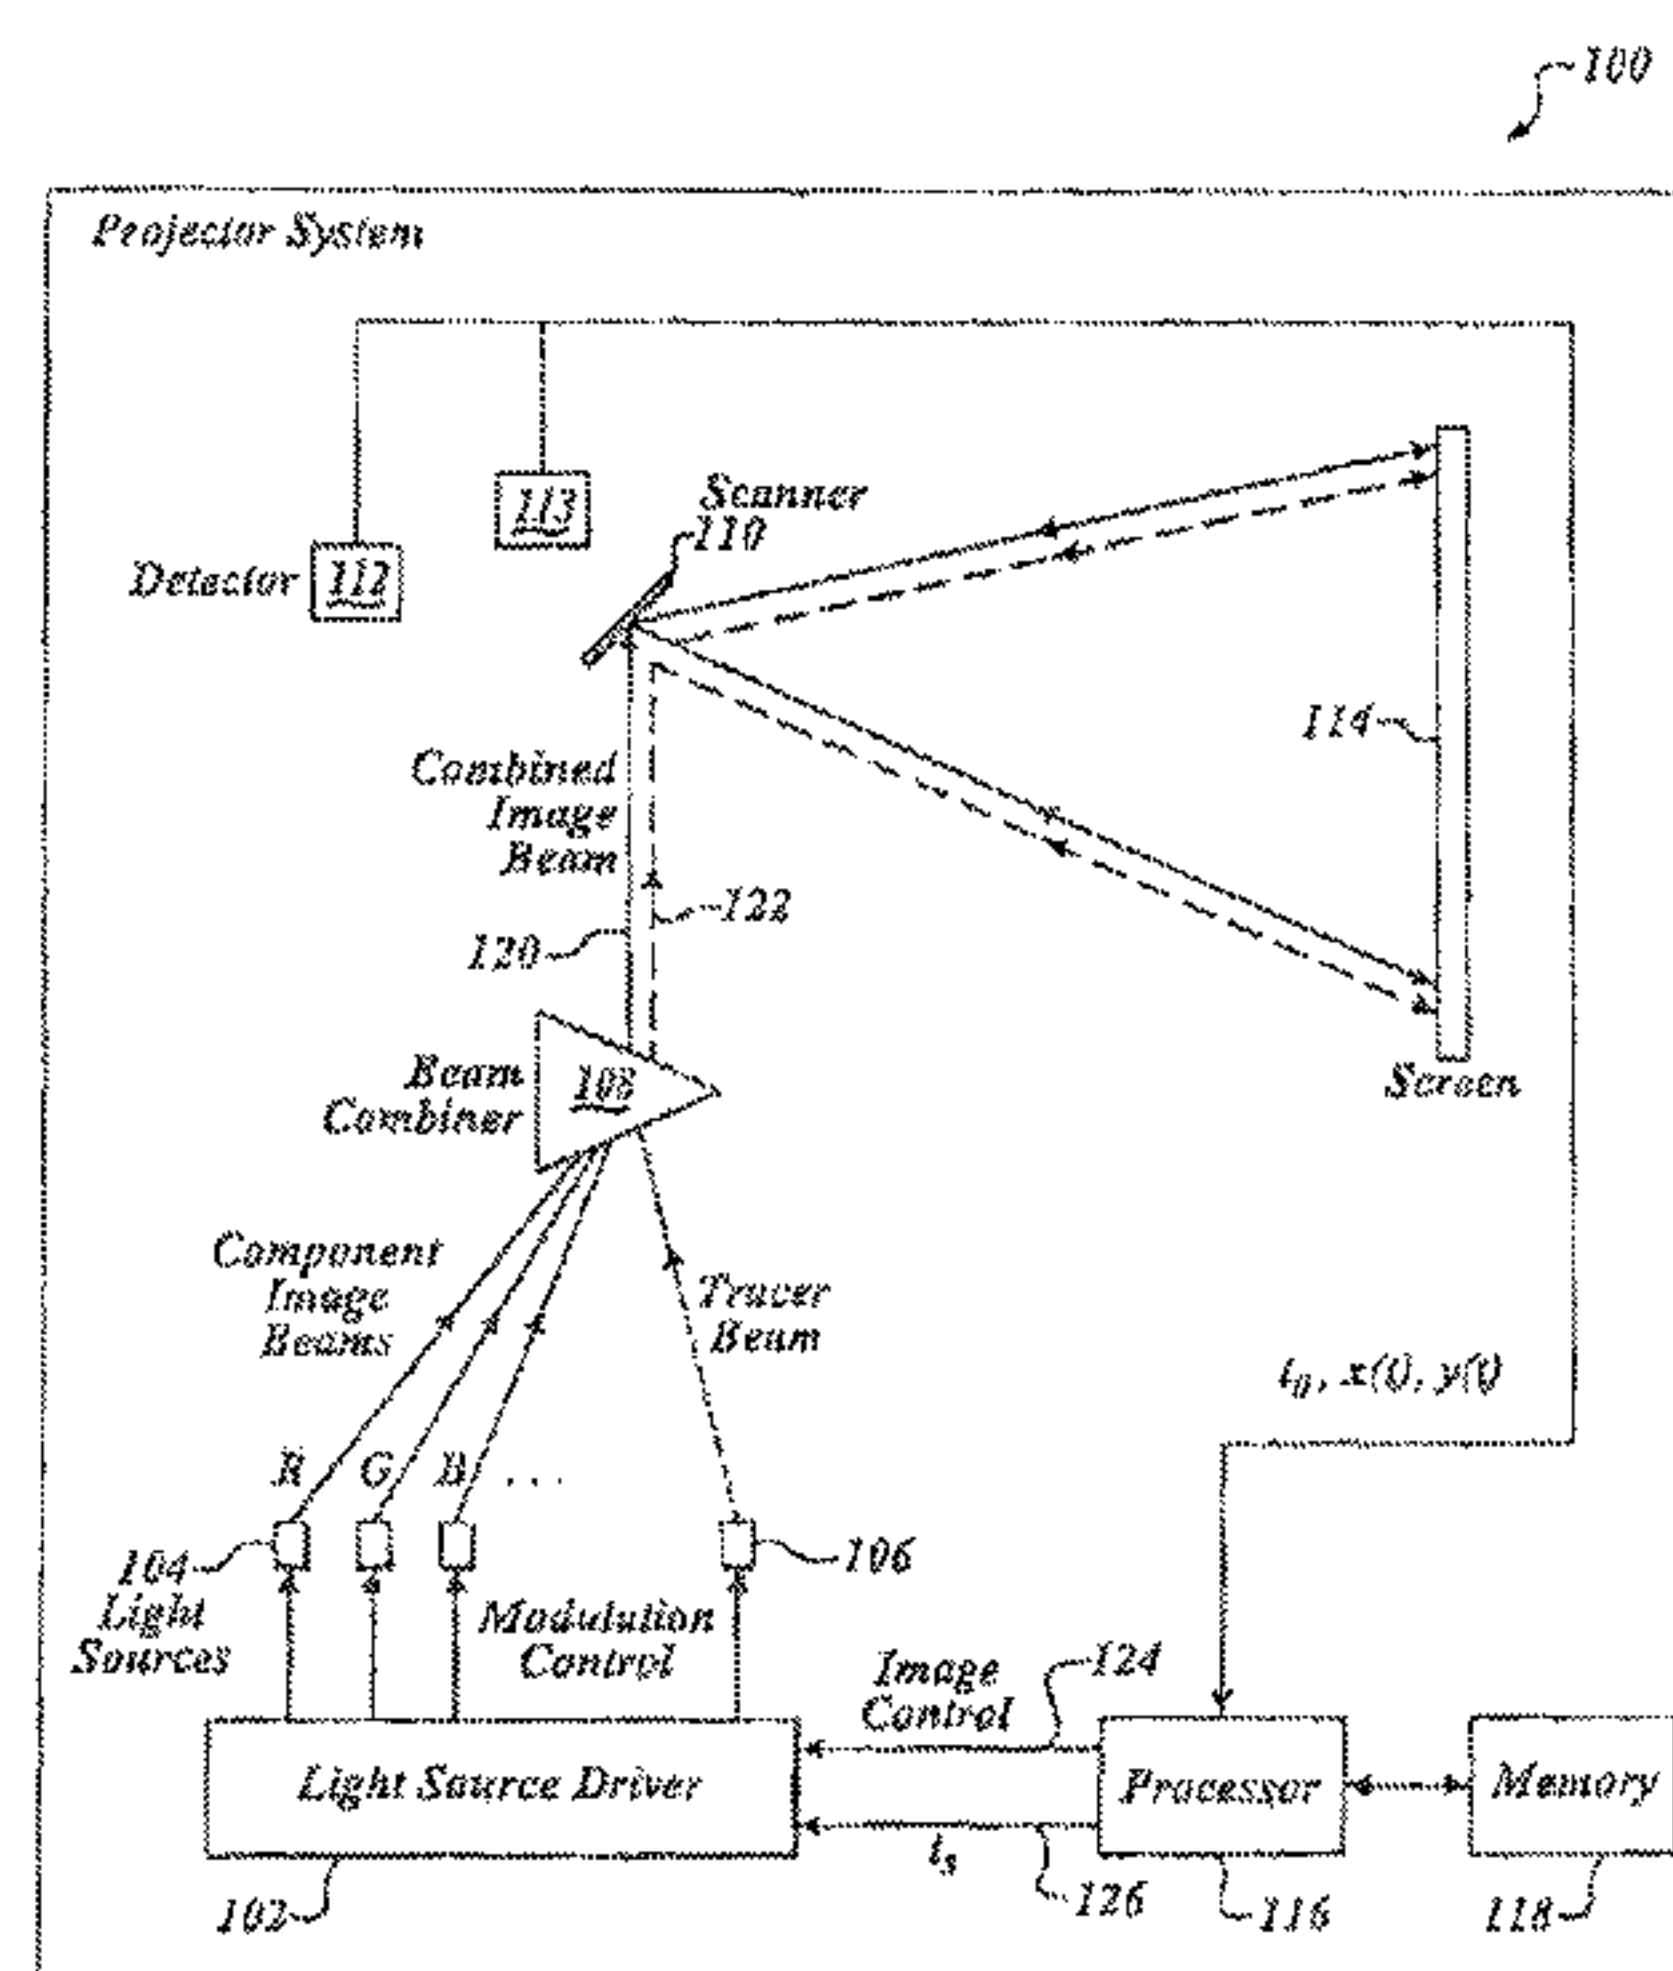 100
Projector System
113
Scanner
110
Detector
112
114
Combined
Image
Beam
122
120
Beam
Combiner
108
Screen
Component
Image
Beams
Tracer
Beam
t0, x(t), y(t)
R G B ...
104
106
Light
Sources
Modulation
Control
Image
Control
124
Light Source Driver
Processor
Memory
ts
126
102
116
118